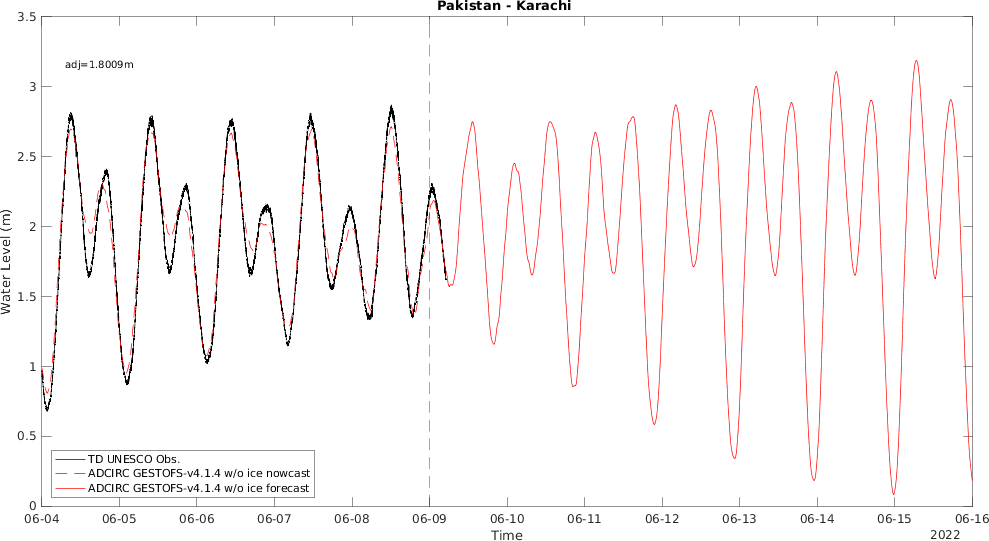 Pakistan - Karachi
3.5
adj=1.8009m
3
2.5
2
1.5
1
0.5
0
Water Level (m)
TD UNESCO Obs.
ADCIRC GESTOFS-v4.1.4 w/o ice nowcast
ADCIRC GESTOFS-v4.1.4 w/o ice forecast
06-04 06-05 06-06 06-07 06-08 06-09 06-10 06-11 06-12 06-13 06-14 06-15 06-16
Time
2022